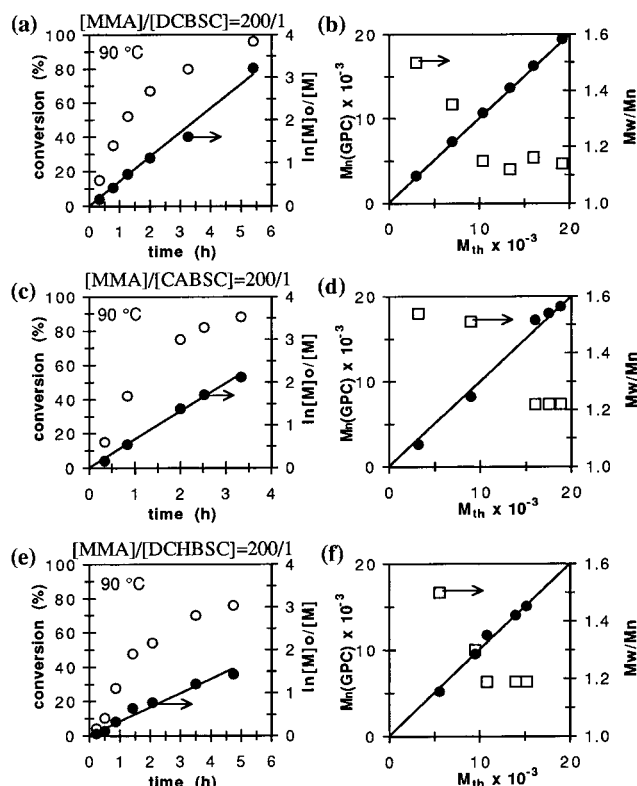 (a) [MMA]/[DCBSC]=200/1
90 °C
conversion (%)
100
80
60
40
20
0
ln[M]o/[M]
4
3
2
1
0
0 1 2 3 4 5 6
time (h)
(b)
Mn(GPC) x 10-3
20
10
0
Mw/Mn
1.6
1.4
1.2
1.0
0 10 20
Mth x 10-3
(c) [MMA]/[CABSC]=200/1
90 °C
conversion (%)
100
80
60
40
20
0
ln[M]o/[M]
4
3
2
1
0
0 1 2 3 4
time (h)
(d)
Mn(GPC) x 10-3
20
10
0
Mw/Mn
1.6
1.4
1.2
1.0
0 10 20
Mth x 10-3
(e) [MMA]/[DCHBSC]=200/1
90 °C
conversion (%)
100
80
60
40
20
0
ln[M]o/[M]
4
3
2
1
0
0 1 2 3 4 5 6
time (h)
(f)
Mn(GPC) x 10-3
20
10
0
Mw/Mn
1.6
1.4
1.2
1.0
0 10 20
Mth x 10-3